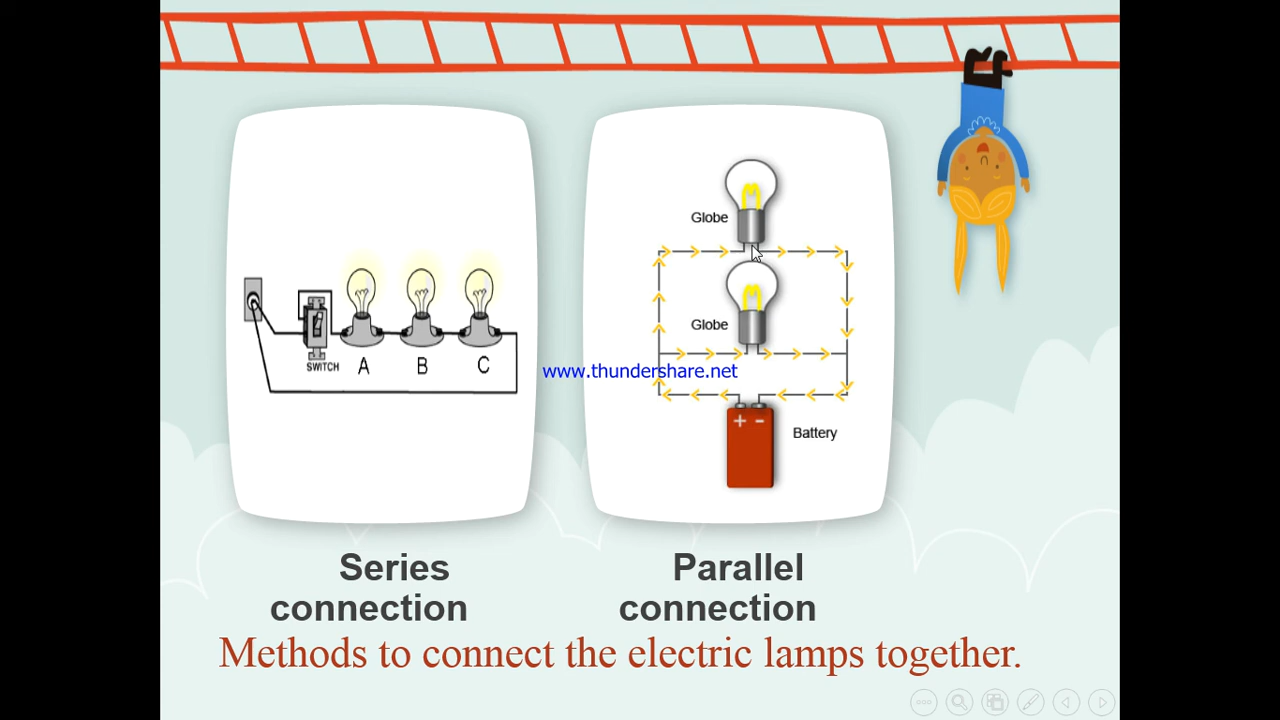 Globe
Globe
SWITCH
A B C
www.thundershare.net
+ −
Battery
Series
connection
Parallel
connection
Methods to connect the electric lamps together.